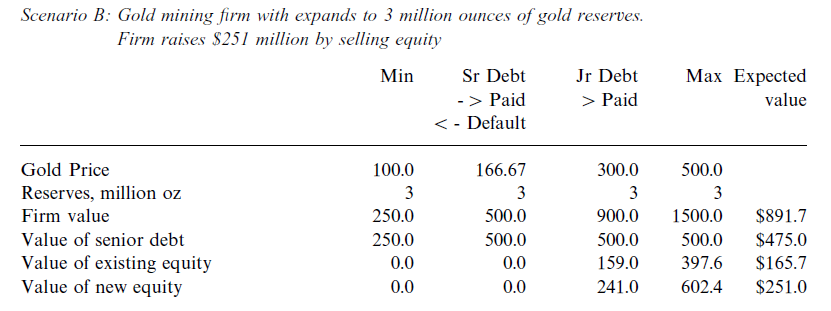 Scenario B: Gold mining firm with expands to 3 million ounces of gold reserves.
Firm raises $251 million by selling equity
Min Sr Debt Jr Debt Max Expected
- > Paid > Paid value
< - Default
Gold Price 100.0 166.67 300.0 500.0
Reserves, million oz 3 3 3 3
Firm value 250.0 500.0 900.0 1500.0 $891.7
Value of senior debt 250.0 500.0 500.0 500.0 $475.0
Value of existing equity 0.0 0.0 159.0 397.6 $165.7
Value of new equity 0.0 0.0 241.0 602.4 $251.0